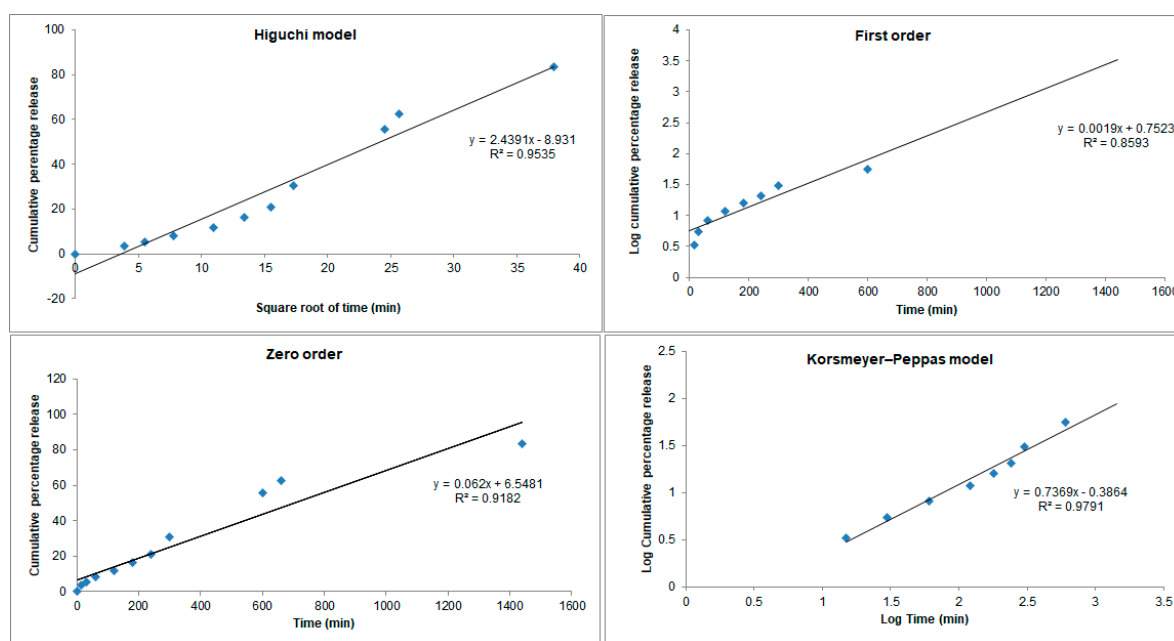 Higuchi model
Cumulative perentage release
100
80
60
40
20
0
-20
0 5 10 15 20 25 30 35 40
y = 2.4391x - 8.931
R² = 0.9535
Square root of time (min)
First order
Log cumulative percentage release
4
3.5
3
2.5
2
1.5
1
0.5
0
0 200 400 600 800 1000 1200 1400 1600
y = 0.0019x + 0.7523
R² = 0.8593
Time (min)
Zero order
Cumulative percentage release
120
100
80
60
40
20
0
0 200 400 600 800 1000 1200 1400 1600
y = 0.062x + 6.5481
R² = 0.9182
Time (min)
Korsmeyer–Peppas model
Log Cumulative percentage release
2.5
2
1.5
1
0.5
0
0 0.5 1 1.5 2 2.5 3 3.5
y = 0.7369x - 0.3864
R² = 0.9791
Log Time (min)